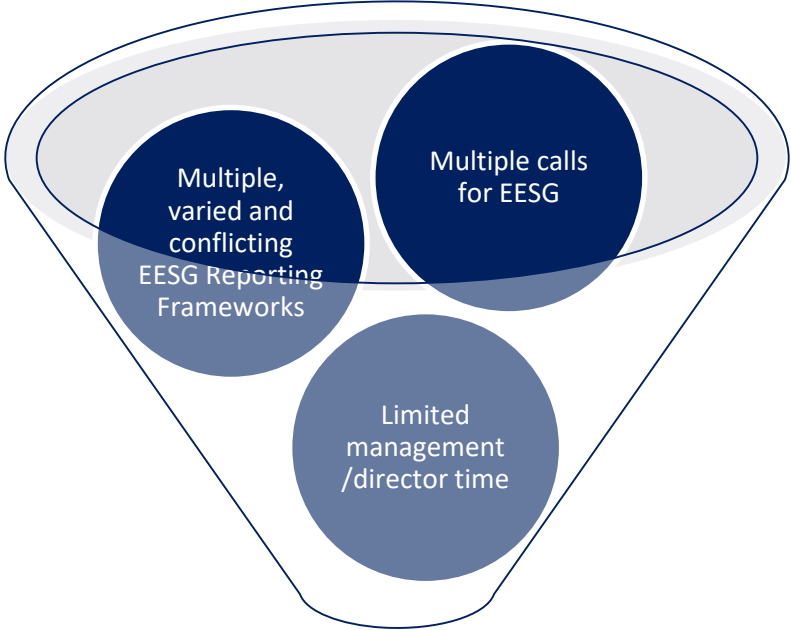 Multiple,
varied and
conflicting
EESG Reporting
Frameworks
Multiple calls
for EESG
Limited
management
/director time